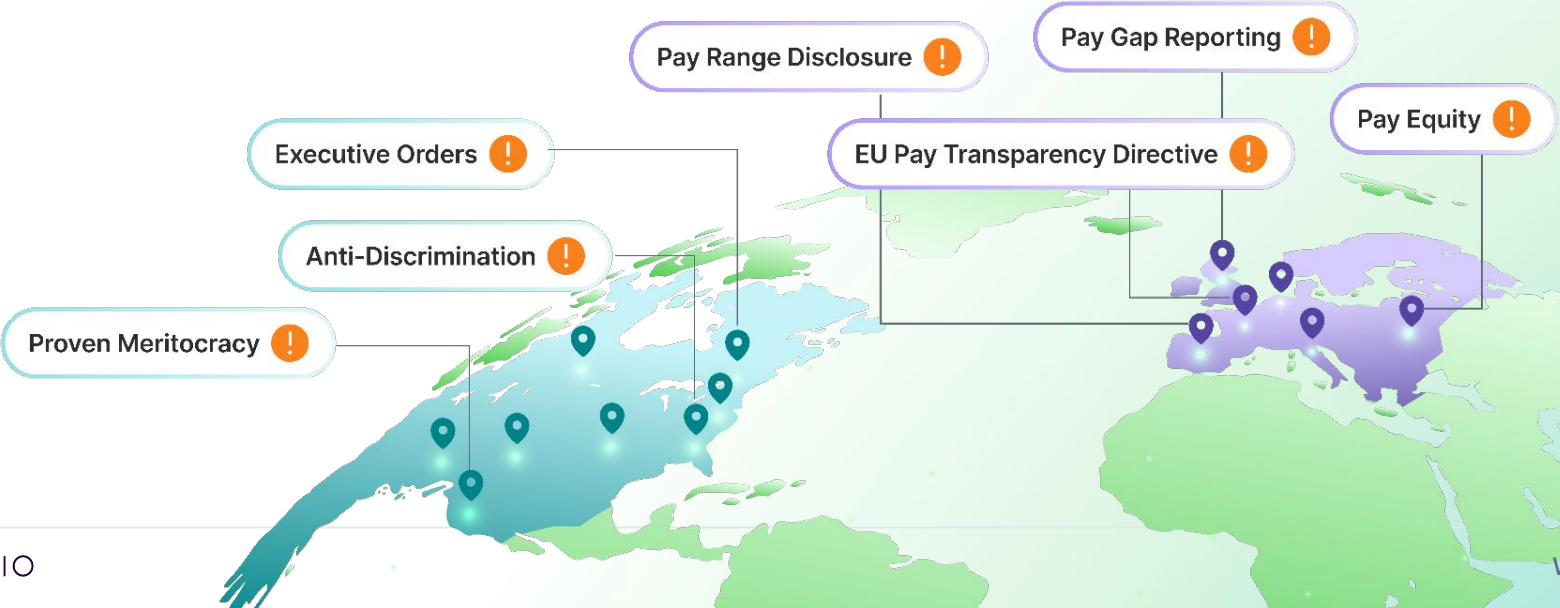 Pay Gap Reporting
Pay Range Disclosure
Pay Equity
Executive Orders
EU Pay Transparency Directive
Anti-Discrimination
Proven Meritocracy
IO